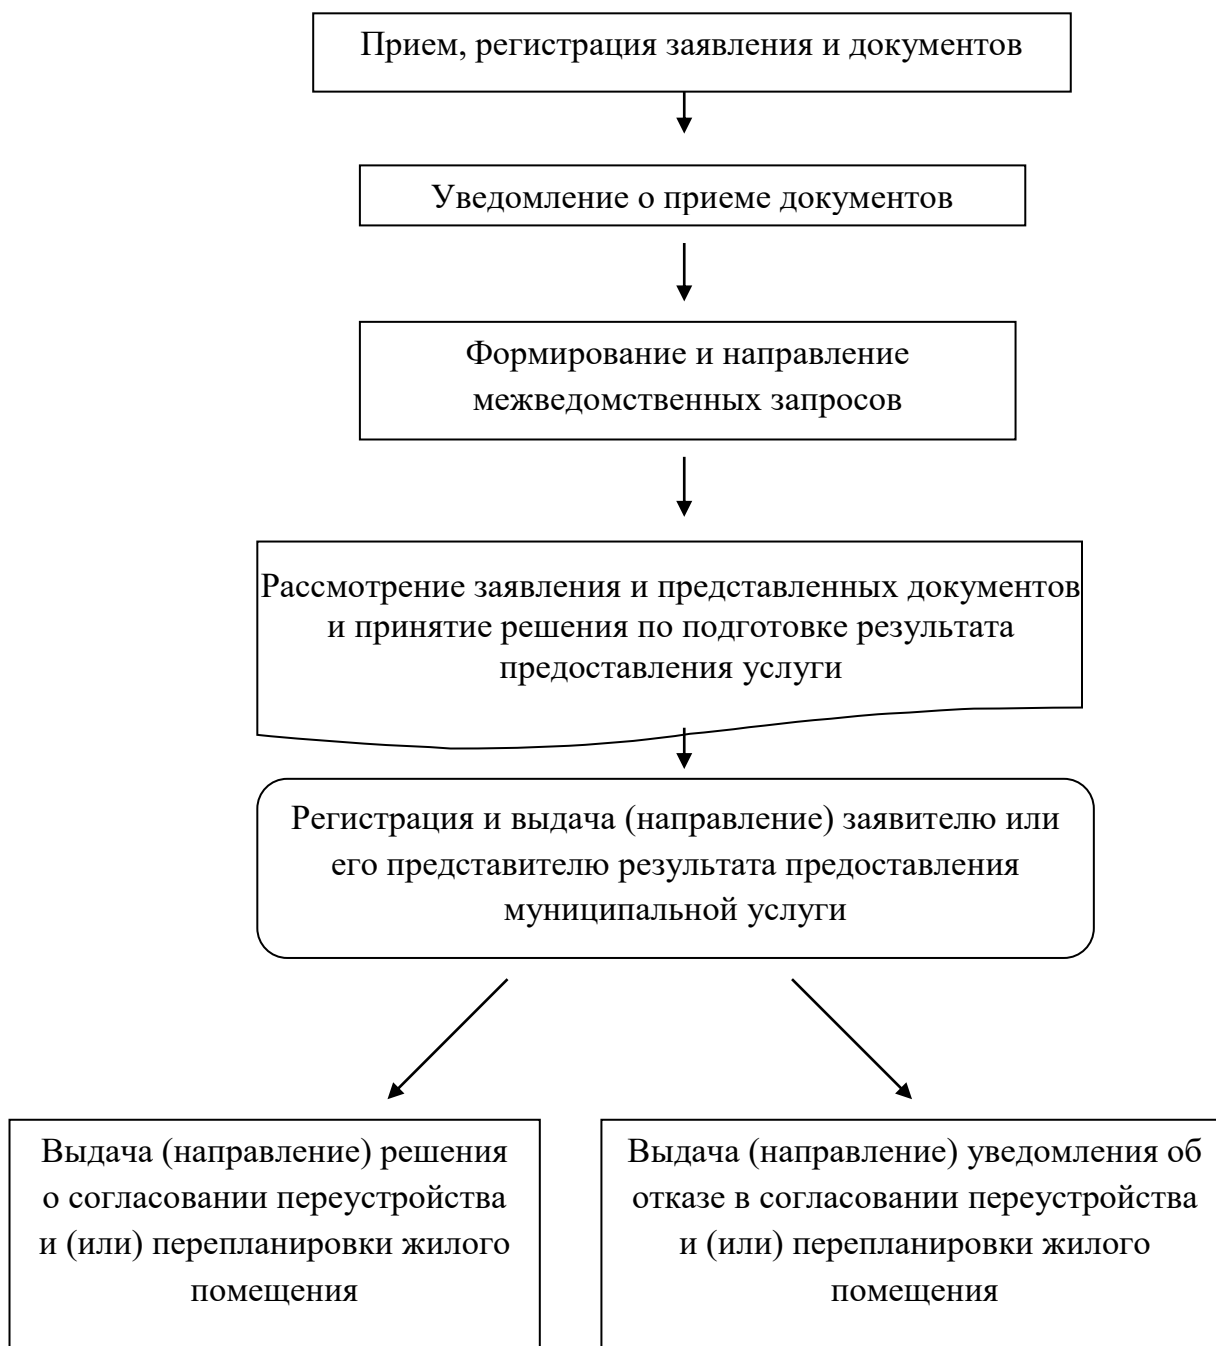 Прием, регистрация заявления и документов
Уведомление о приеме документов
Формирование и направление
межведомственных запросов
Рассмотрение заявления и представленных документов
и принятие решения по подготовке результата
предоставления услуги
Регистрация и выдача (направление) заявителю или
его представителю результата предоставления
муниципальной услуги
Выдача (направление) решения
о согласовании переустройства
и (или) перепланировки жилого
помещения
Выдача (направление) уведомления об
отказе в согласовании переустройства
и (или) перепланировки жилого
помещения